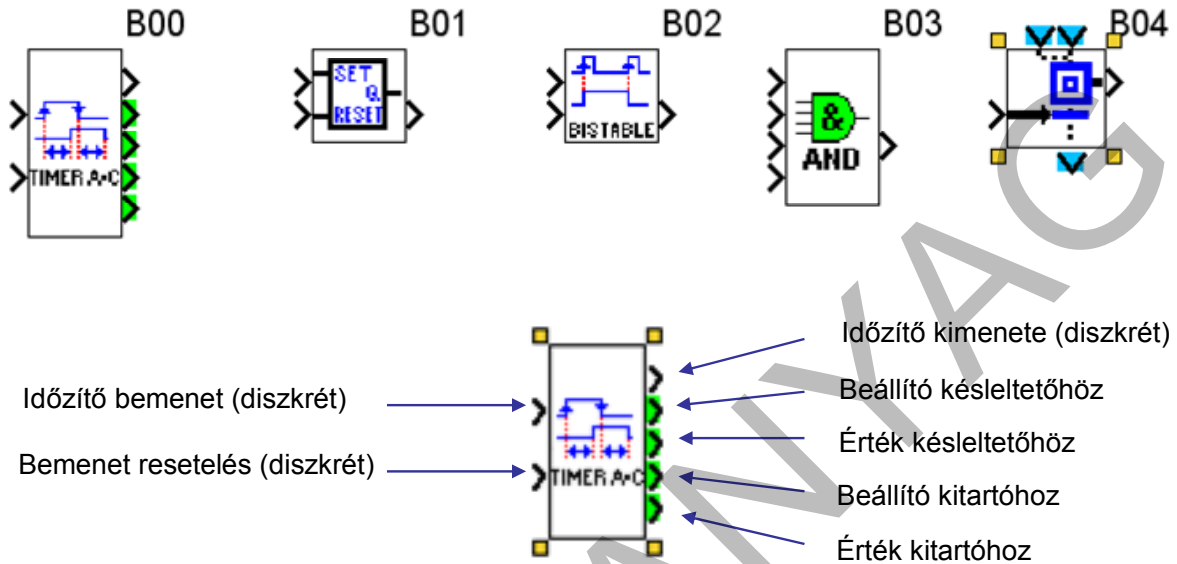 B00
B01
B02
B03
B04
TIMER A•C
SET
Q
RESET
BISTABLE
&
AND
Időzítő kimenete (diszkrét)
Időzítő bemenet (diszkrét)
Beállító késleltetőhöz
Érték késleltetőhöz
Bemenet resetelés (diszkrét)
TIMER A•C
Beállító kitartóhoz
Érték kitartóhoz
NYAG